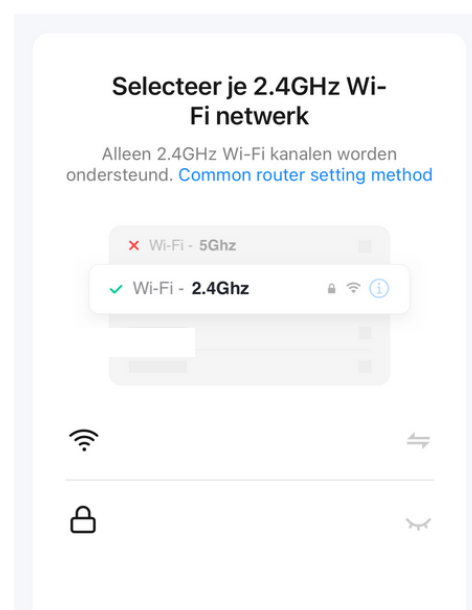 Selecteer je 2.4GHz Wi-
Fi netwerk
Alleen 2.4GHz Wi-Fi kanalen worden
ondersteund. Common router setting method
Wi-Fi - 5Ghz
Wi-Fi - 2.4Ghz